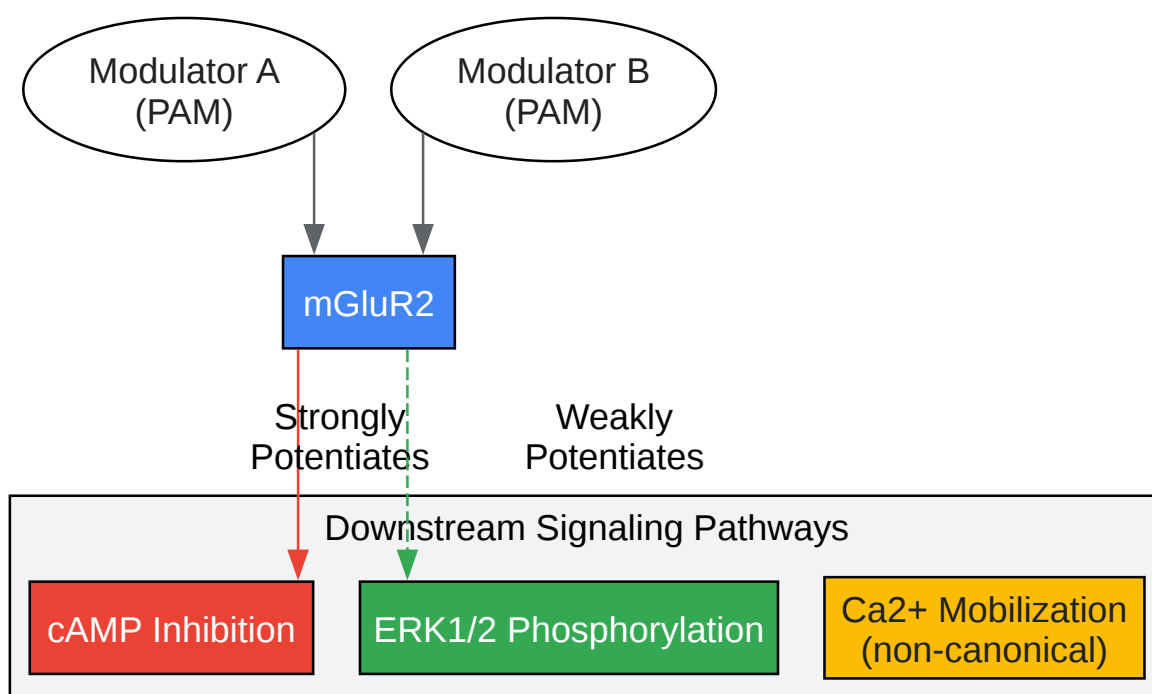 Modulator A
(PAM)
Modulator B
(PAM)
mGluR2
Strongly
Potentiates
Weakly
Potentiates
Downstream Signaling Pathways
cAMP Inhibition
ERK1/2 Phosphorylation
Ca2+ Mobilization
(non-canonical)